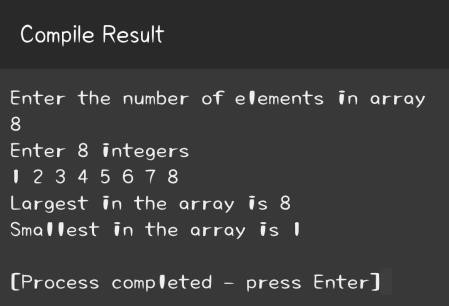 Compile Result
Enter the number of elements in array
8
Enter 8 integers
1 2 3 4 5 6 7 8
Largest in the array is 8
Smallest in the array is 1
[Process completed - press Enter]